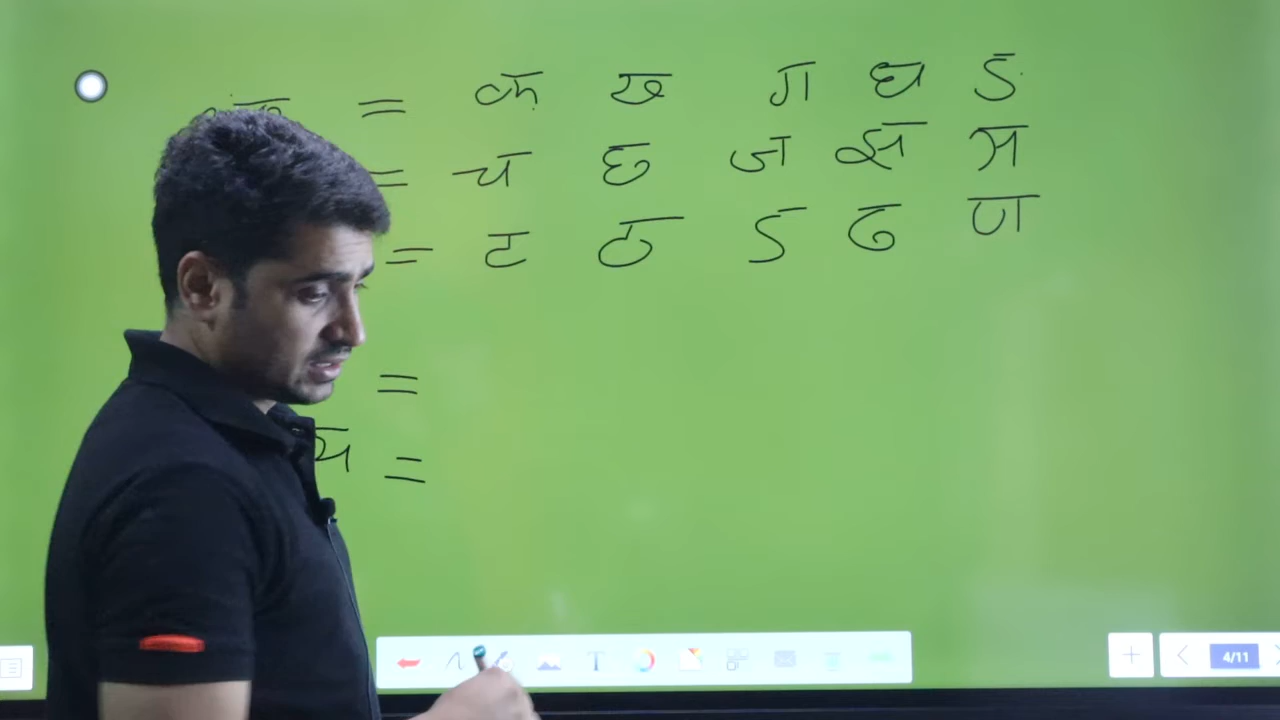 = क ख ग घ ङ
= च छ ज झ ञ
= ट ठ ड ढ ण
=
=
T
4/11